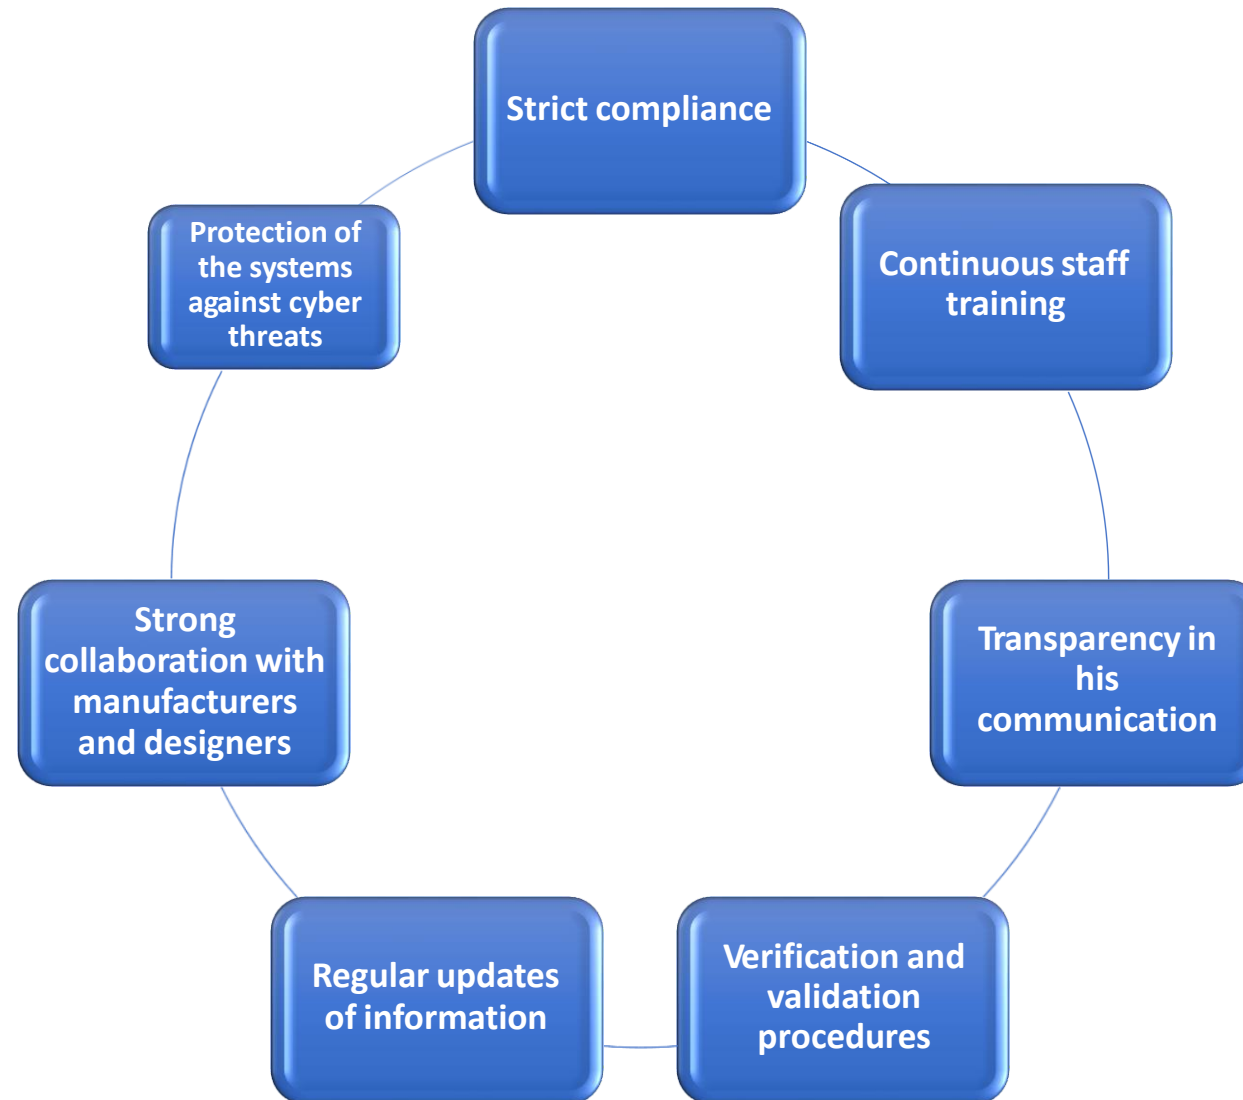 Strict compliance
Continuous staff
training
Transparency in
his
communication
Verification and
validation
procedures
Regular updates
of information
Strong
collaboration with
manufacturers
and designers
Protection of
the systems
against cyber
threats